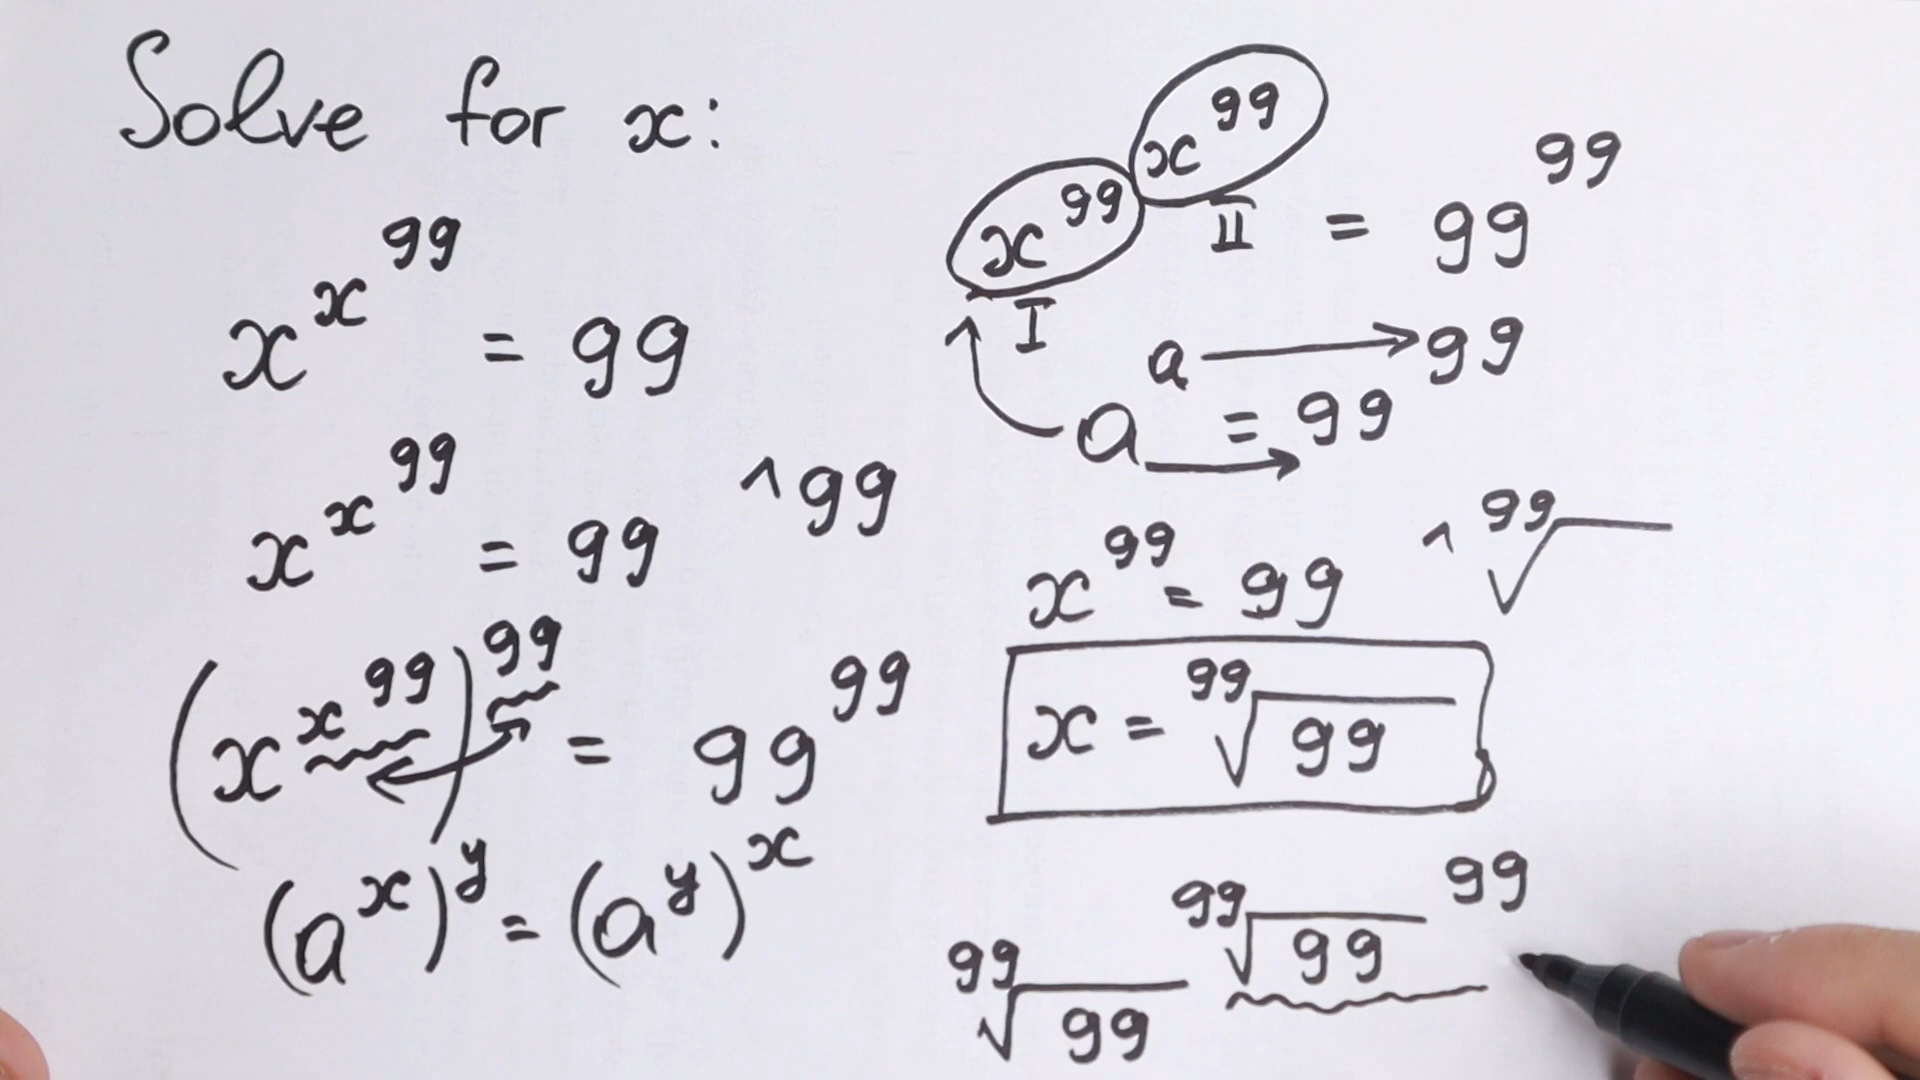 Solve for x:
x^x^99 = 99
x^x^99 = 99 ^99
(x^x^99)^99 = 99^99
(a^x)^y = (a^y)^x
(x^99)^(x^99) = 99^99
I II
a → 99
a = 99
x^99 = 99 ^ ⁹⁹√
x = ⁹⁹√99
⁹⁹√99^⁹⁹√99^99